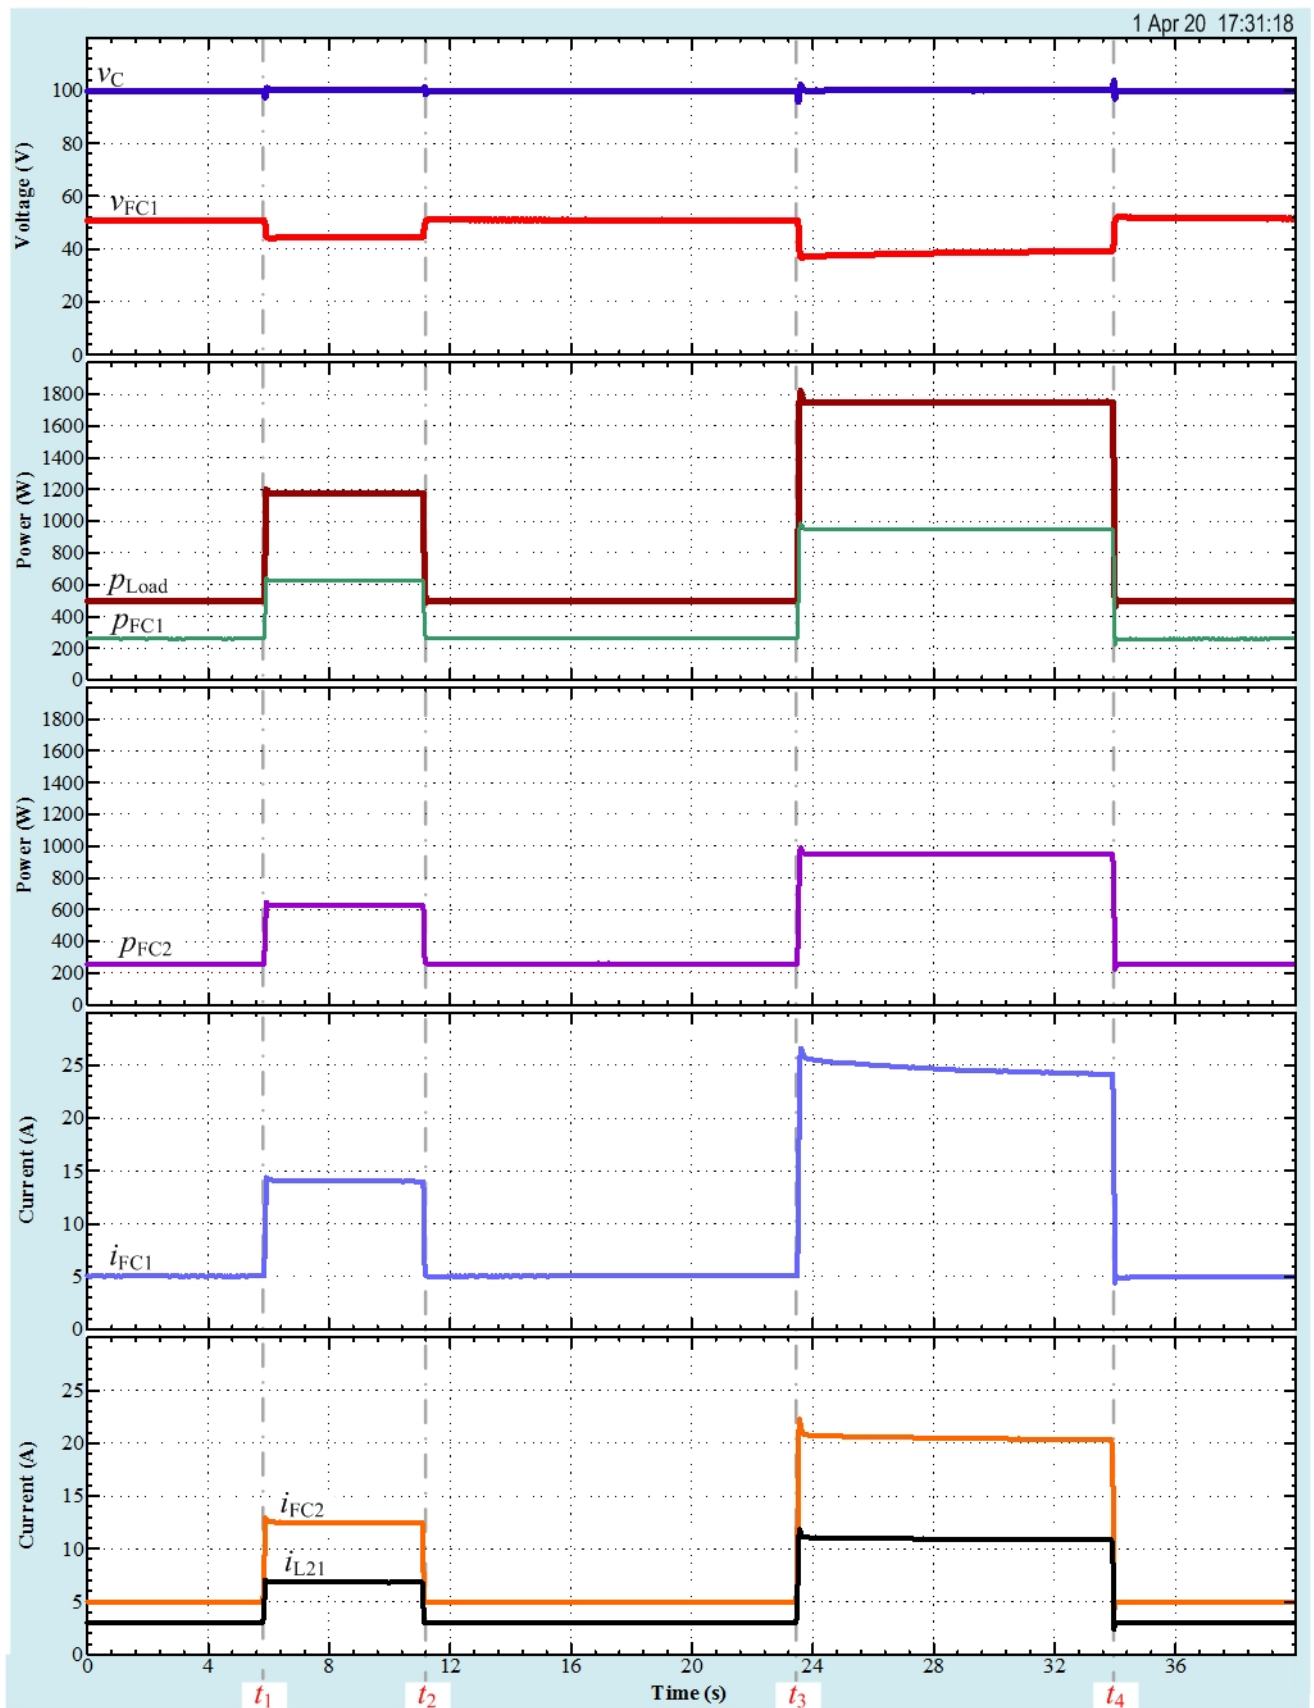 1 Apr 20 17:31:18
Voltage (V)
100
80
60
40
20
0
vC
vFC1
Power (W)
1800
1600
1400
1200
1000
800
600
400
200
0
pLoad
pFC1
Power (W)
1800
1600
1400
1200
1000
800
600
400
200
0
pFC2
Current (A)
25
20
15
10
5
0
iFC1
Current (A)
25
20
15
10
5
0
iFC2
iL21
0 4 8 12 16 20 24 28 32 36
t1 t2 Time (s) t3 t4